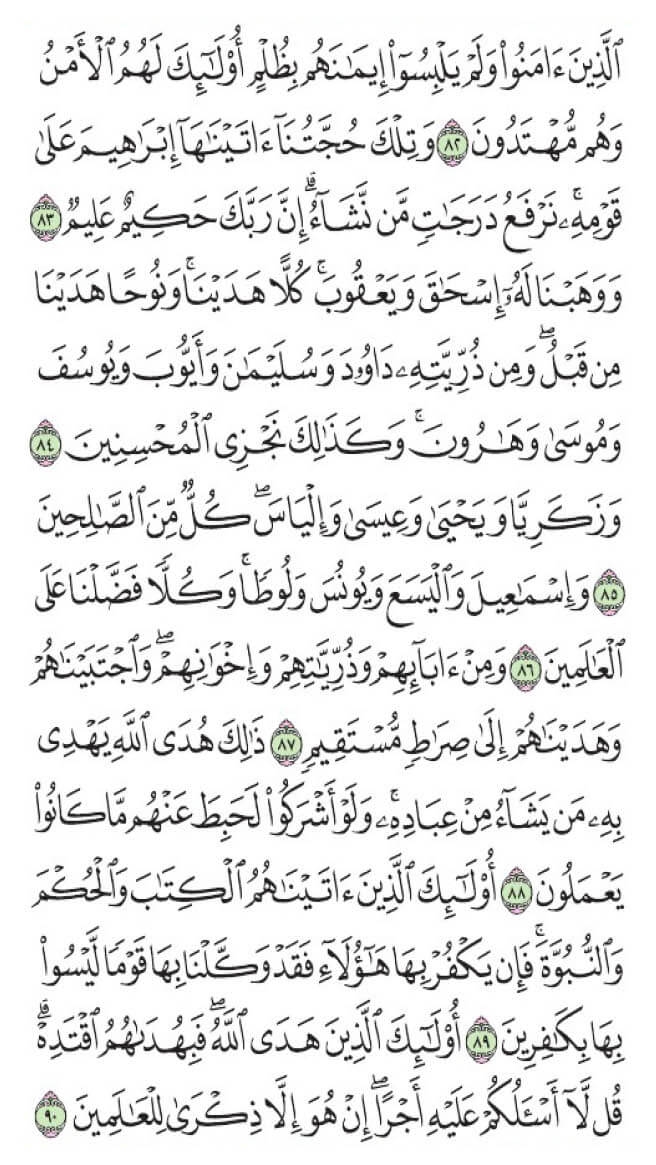 ٱلَّذِينَ ءَامَنُوا۟ وَلَمْ يَلْبِسُوٓا۟ إِيمَـٰنَهُم بِظُلْمٍ أُو۟لَـٰٓئِكَ لَهُمُ ٱلْأَمْنُ
وَهُم مُّهْتَدُونَ ٨٢ وَتِلْكَ حُجَّتُنَآ ءَاتَيْنَـٰهَآ إِبْرَٰهِيمَ عَلَىٰ
قَوْمِهِۦ ۚ نَرْفَعُ دَرَجَـٰتٍ مَّن نَّشَآءُ ۗ إِنَّ رَبَّكَ حَكِيمٌ عَلِيمٌ ٨٣
وَوَهَبْنَا لَهُۥٓ إِسْحَـٰقَ وَيَعْقُوبَ ۚ كُلًّا هَدَيْنَا ۚ وَنُوحًا هَدَيْنَا
مِن قَبْلُ ۖ وَمِن ذُرِّيَّتِهِۦ دَاوُۥدَ وَسُلَيْمَـٰنَ وَأَيُّوبَ وَيُوسُفَ
وَمُوسَىٰ وَهَـٰرُونَ ۚ وَكَذَٰلِكَ نَجْزِى ٱلْمُحْسِنِينَ ٨٤
وَزَكَرِيَّا وَيَحْيَىٰ وَعِيسَىٰ وَإِلْيَاسَ ۖ كُلٌّ مِّنَ ٱلصَّـٰلِحِينَ
٨٥ وَإِسْمَـٰعِيلَ وَٱلْيَسَعَ وَيُونُسَ وَلُوطًا ۚ وَكُلًّا فَضَّلْنَا عَلَى
ٱلْعَـٰلَمِينَ ٨٦ وَمِنْ ءَابَآئِهِمْ وَذُرِّيَّـٰتِهِمْ وَإِخْوَٰنِهِمْ ۖ وَٱجْتَبَيْنَـٰهُمْ
وَهَدَيْنَـٰهُمْ إِلَىٰ صِرَٰطٍ مُّسْتَقِيمٍ ٨٧ ذَٰلِكَ هُدَى ٱللَّهِ يَهْدِى
بِهِۦ مَن يَشَآءُ مِنْ عِبَادِهِۦ ۚ وَلَوْ أَشْرَكُوا۟ لَحَبِطَ عَنْهُم مَّا كَانُوا۟
يَعْمَلُونَ ٨٨ أُو۟لَـٰٓئِكَ ٱلَّذِينَ ءَاتَيْنَـٰهُمُ ٱلْكِتَـٰبَ وَٱلْحُكْمَ
وَٱلنُّبُوَّةَ ۚ فَإِن يَكْفُرْ بِهَا هَـٰٓؤُلَآءِ فَقَدْ وَكَّلْنَا بِهَا قَوْمًا لَّيْسُوا۟
بِهَا بِكَـٰفِرِينَ ٨٩ أُو۟لَـٰٓئِكَ ٱلَّذِينَ هَدَى ٱللَّهُ ۖ فَبِهُدَىٰهُمُ ٱقْتَدِهْ ۗ
قُل لَّآ أَسْـَٔلُكُمْ عَلَيْهِ أَجْرًا ۖ إِنْ هُوَ إِلَّا ذِكْرَىٰ لِلْعَـٰلَمِينَ ٩٠